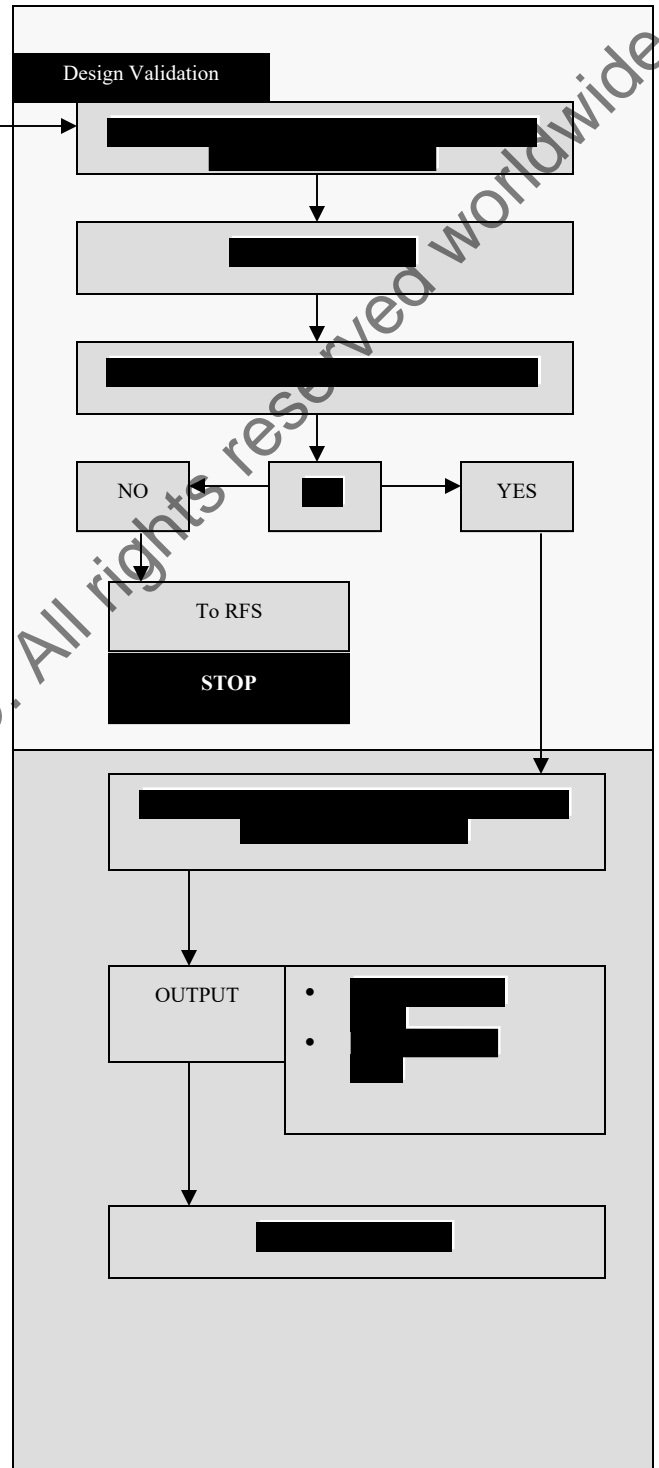 Design Validation
NO
YES
To RFS
STOP
OUTPUT
. All rights reserved worldwide